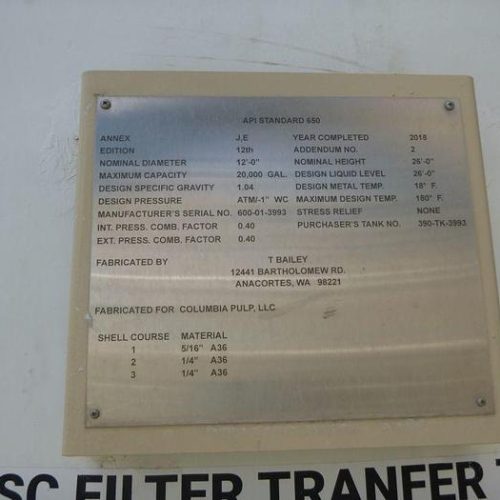 API STANDARD 650
ANNEX J,E YEAR COMPLETED 2018
EDITION 12th ADDENDUM NO. 2
NOMINAL DIAMETER 12'-0" NOMINAL HEIGHT 26'-0"
MAXIMUM CAPACITY 20,000 GAL. DESIGN LIQUID LEVEL 26'-0"
DESIGN SPECIFIC GRAVITY 1.04 DESIGN METAL TEMP. 18° F.
DESIGN PRESSURE ATM/-1" WC MAXIMUM DESIGN TEMP. 180° F.
MANUFACTURER'S SERIAL NO. 600-01-3993 STRESS RELIEF NONE
INT. PRESS. COMB. FACTOR 0.40 PURCHASER'S TANK NO. 390-TK-3993
EXT. PRESS. COMB. FACTOR 0.40
FABRICATED BY T BAILEY
12441 BARTHOLOMEW RD.
ANACORTES, WA 98221
FABRICATED FOR COLUMBIA PULP, LLC
SHELL COURSE MATERIAL
1 5/16" A36
2 1/4" A36
3 1/4" A36
SC FILTER TRANFER T